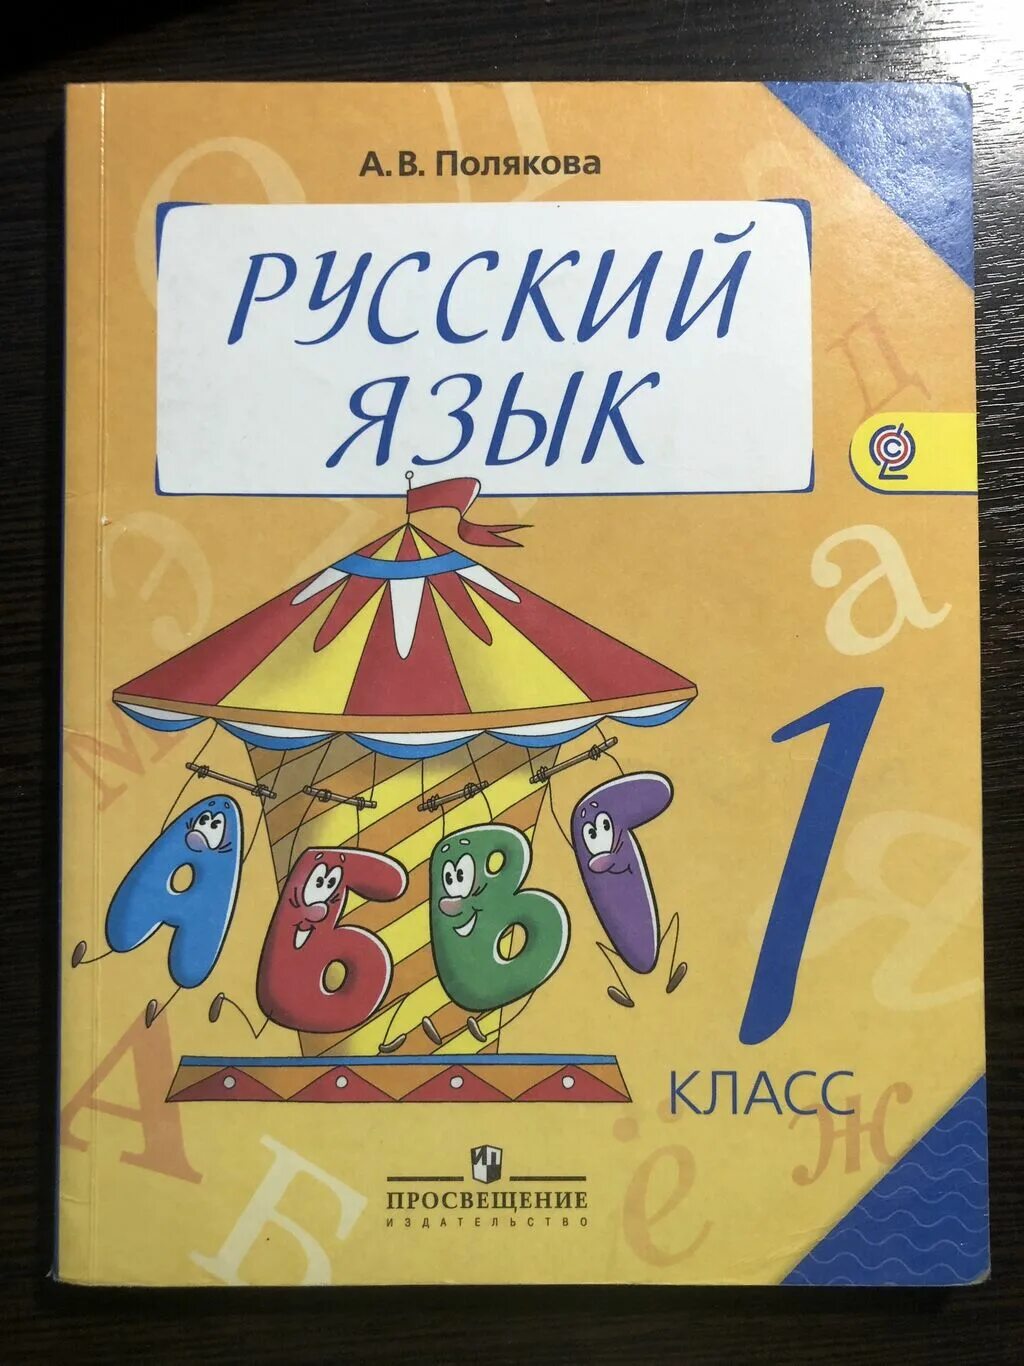 А. В. Полякова
РУССКИЙ
ЯЗЫК
А Б В Г
1
КЛАСС
ПРОСВЕЩЕНИЕ
ИЗДАТЕЛЬСТВО